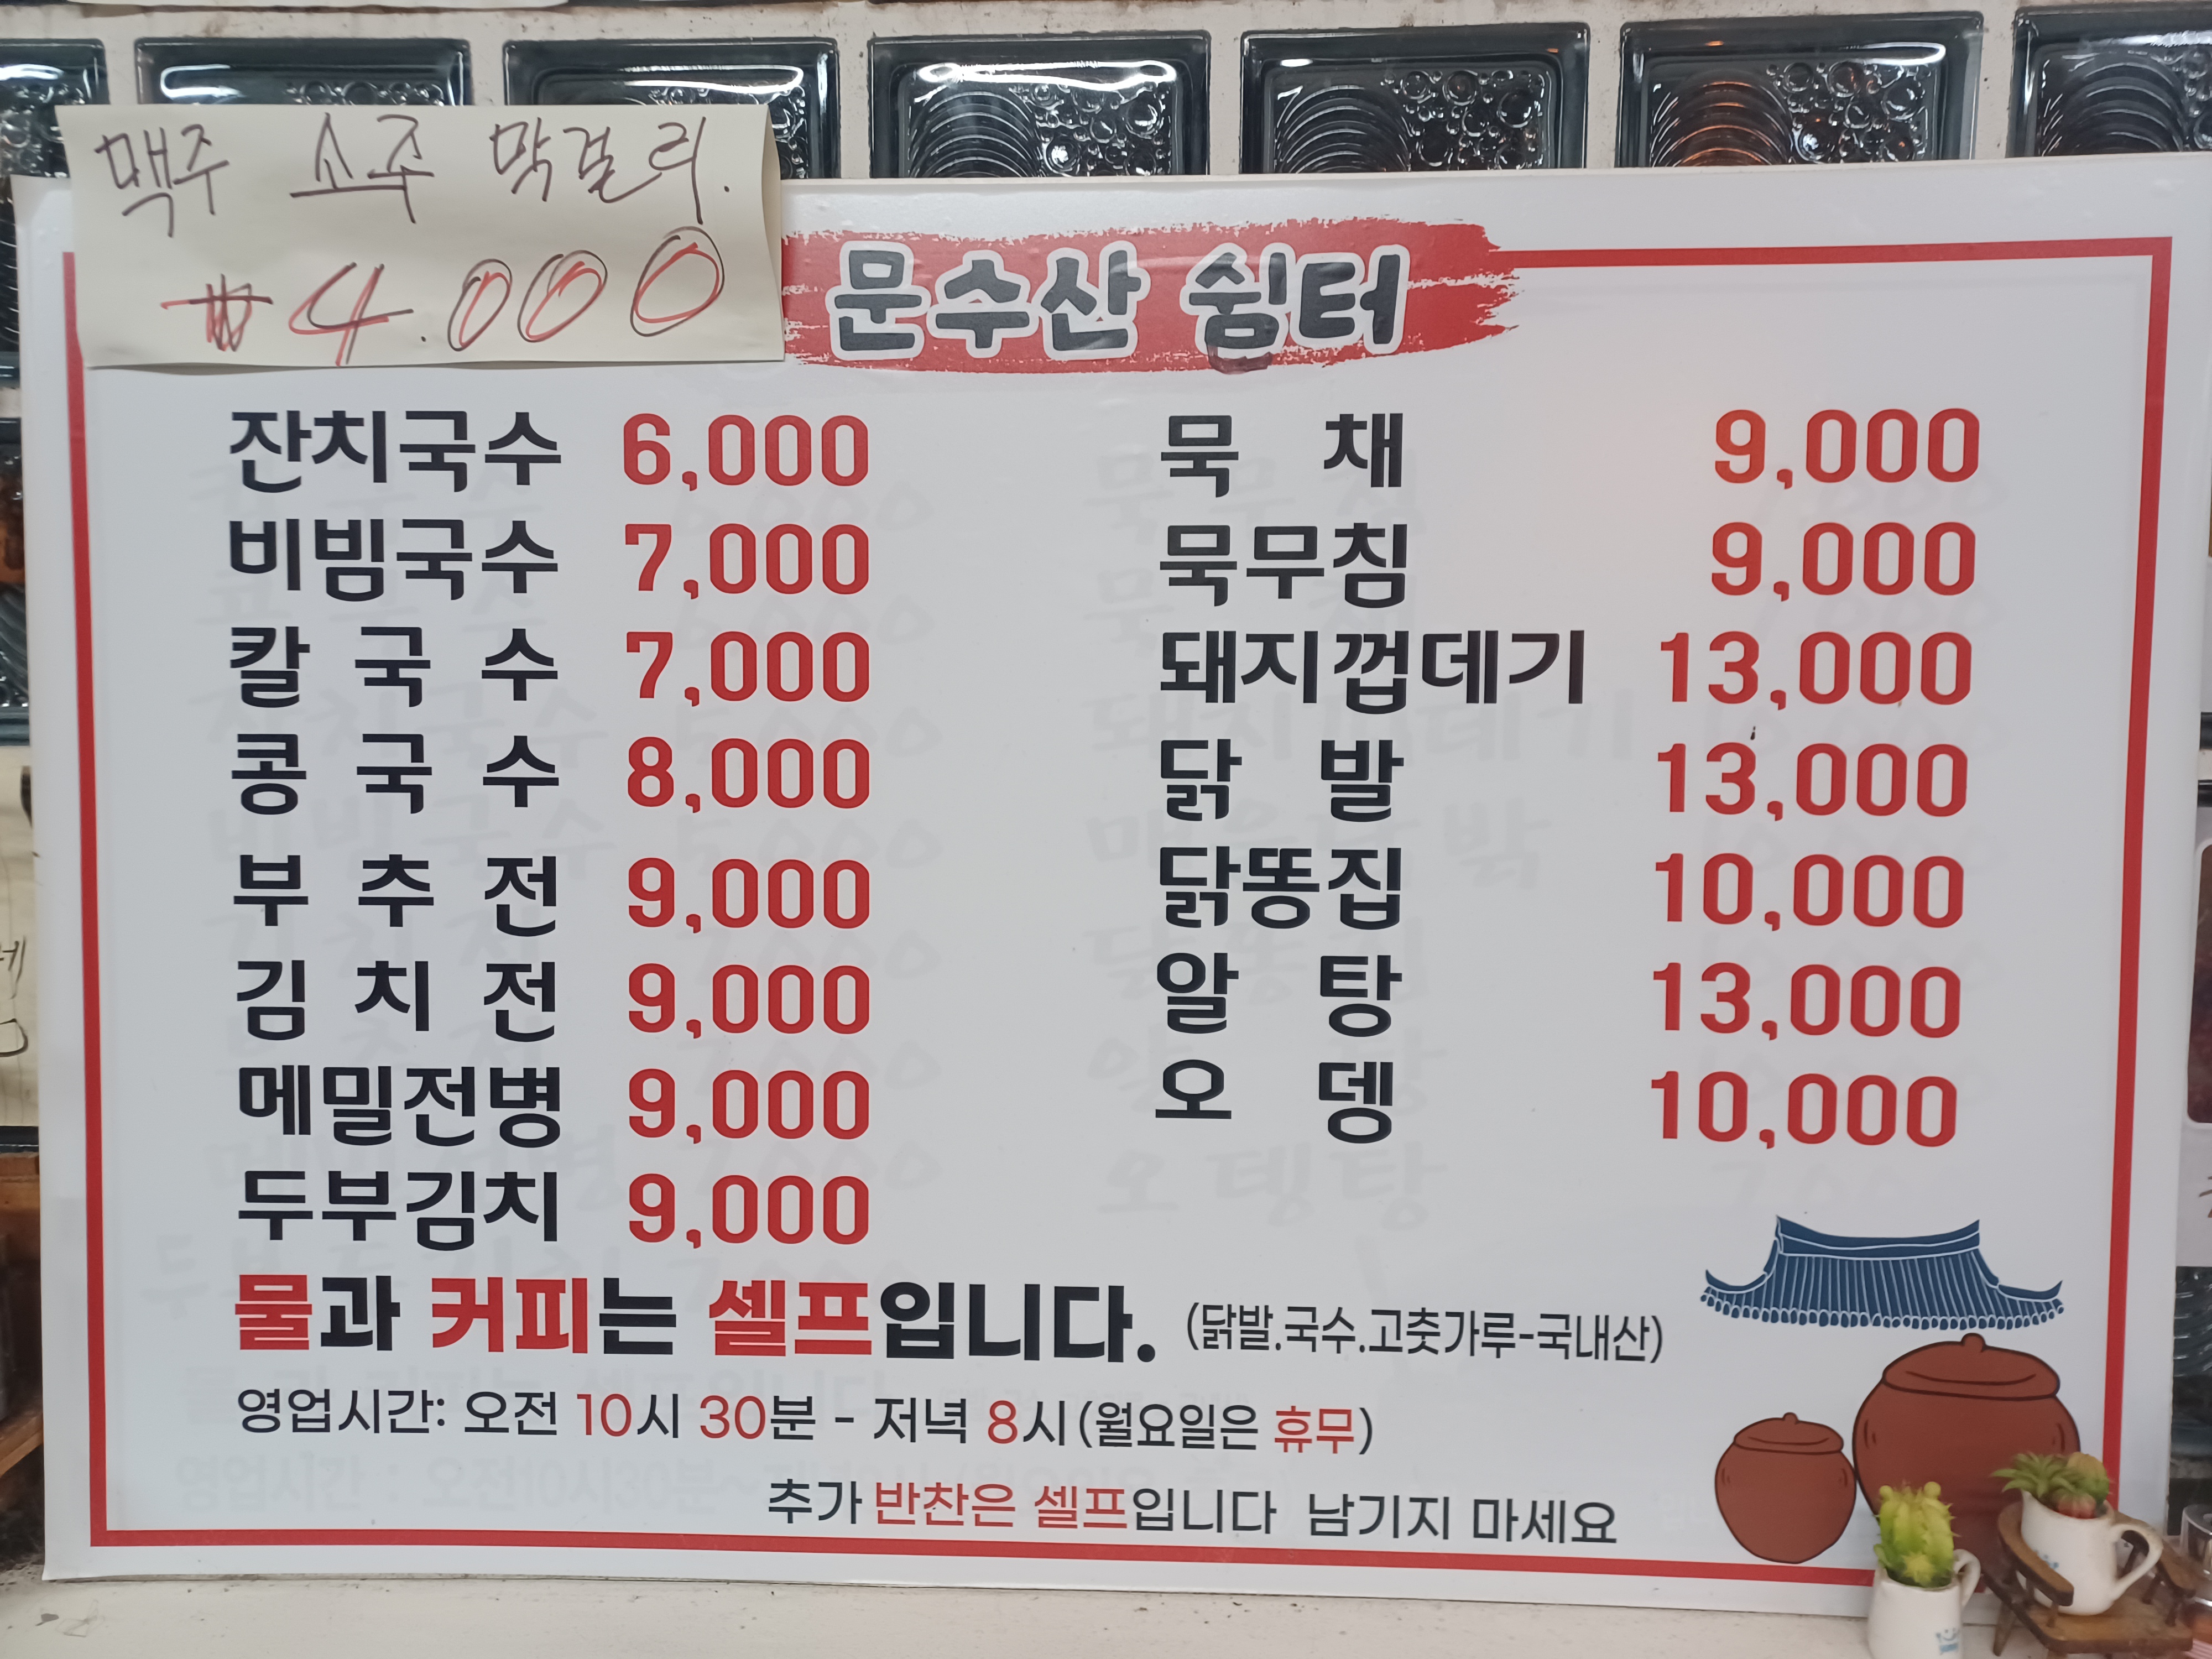 맥주 소주 막걸리.
₩4.000
문수산 쉼터
잔치국수 6,000
비빔국수 7,000
칼국수 7,000
콩국수 8,000
부추전 9,000
김치전 9,000
메밀전병 9,000
두부김치 9,000
묵채 9,000
묵무침 9,000
돼지껍데기 13,000
닭발 13,000
닭똥집 10,000
알탕 13,000
오뎅 10,000
물과 커피는 셀프입니다. (닭발.국수.고춧가루-국내산)
영업시간: 오전 10시 30분 - 저녁 8시 (월요일은 휴무)
추가 반찬은 셀프입니다 남기지 마세요